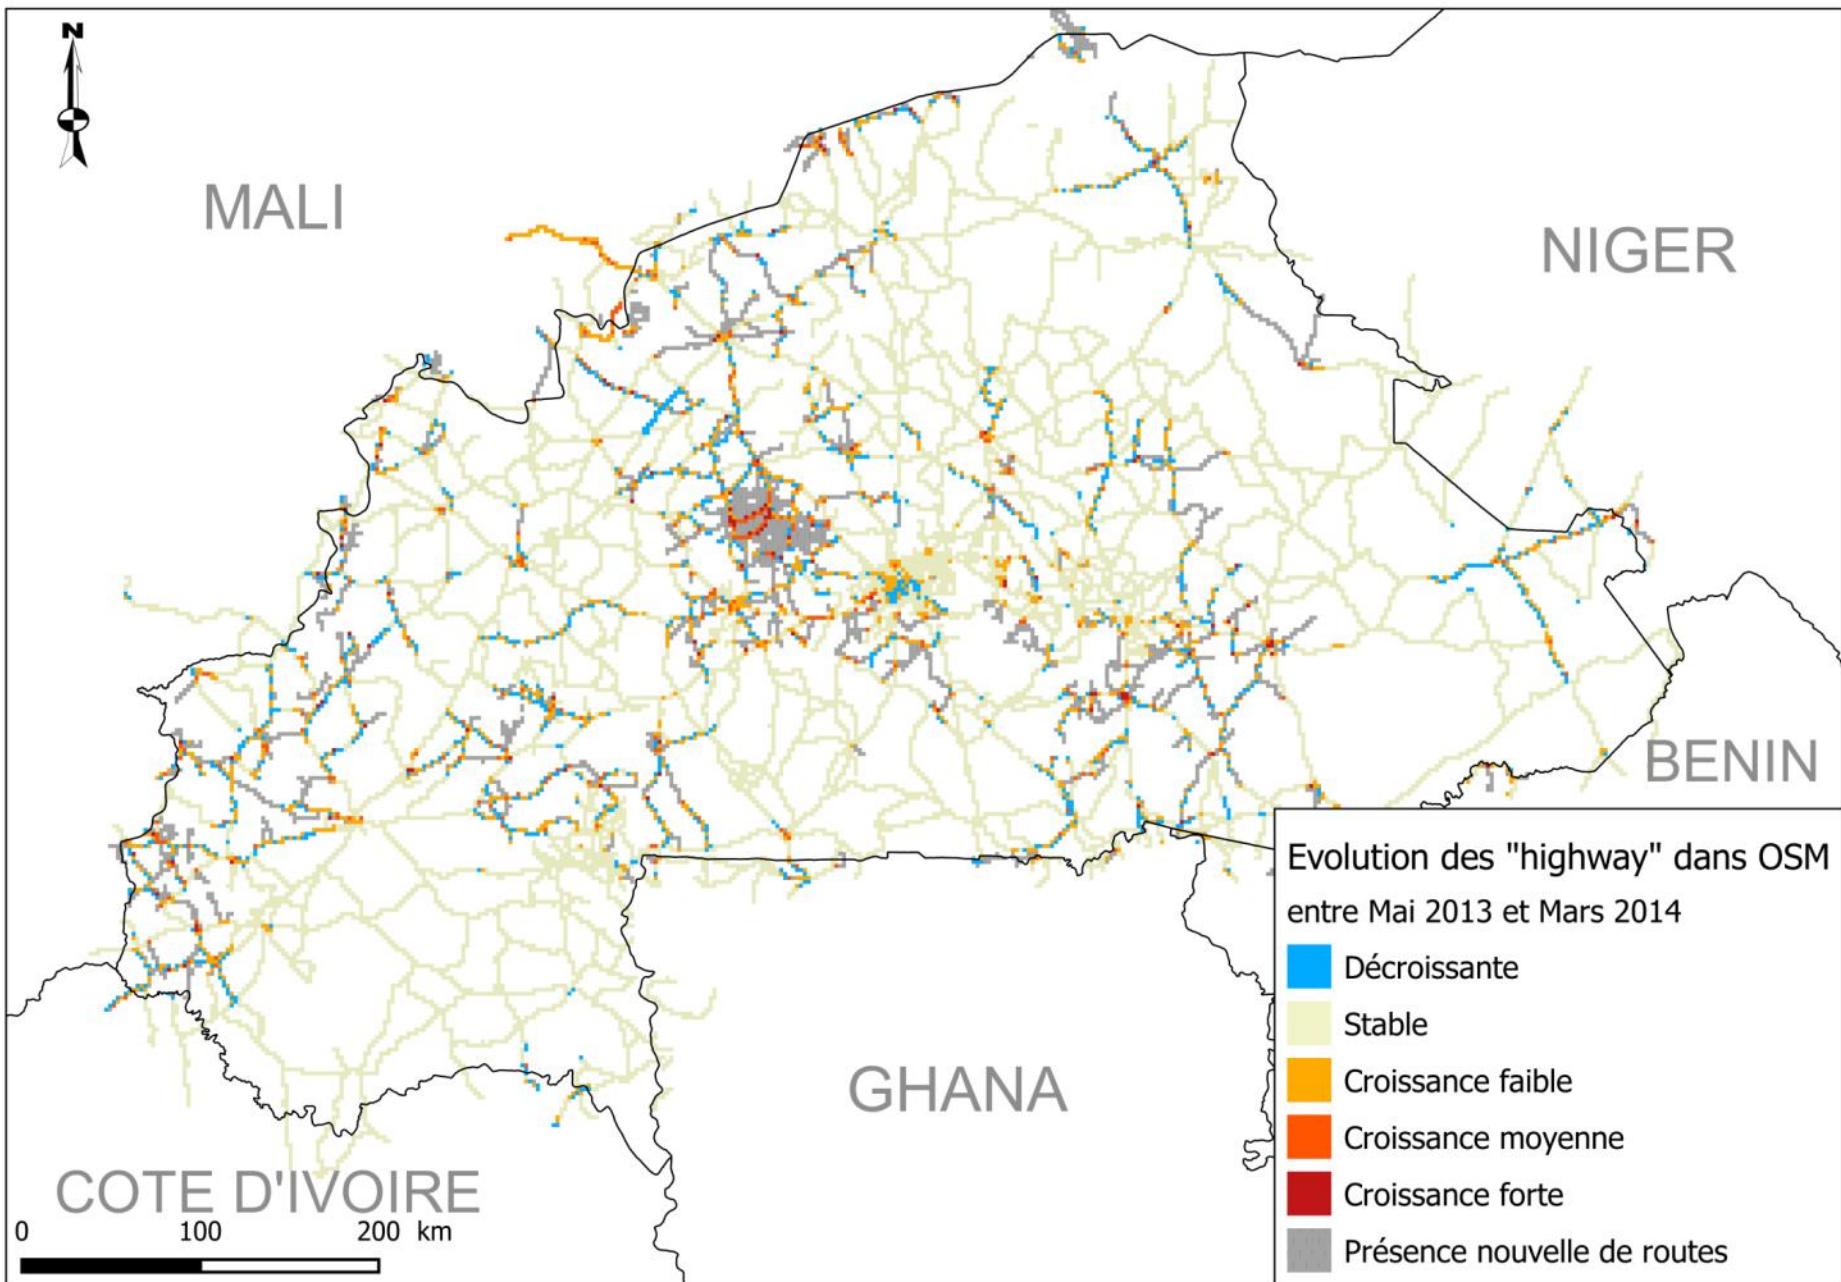 N
MALI
NIGER
BENIN
GHANA
COTE D'IVOIRE
0 100 200 km
Evolution des "highway" dans OSM
entre Mai 2013 et Mars 2014
Décroissante
Stable
Croissance faible
Croissance moyenne
Croissance forte
Présence nouvelle de routes